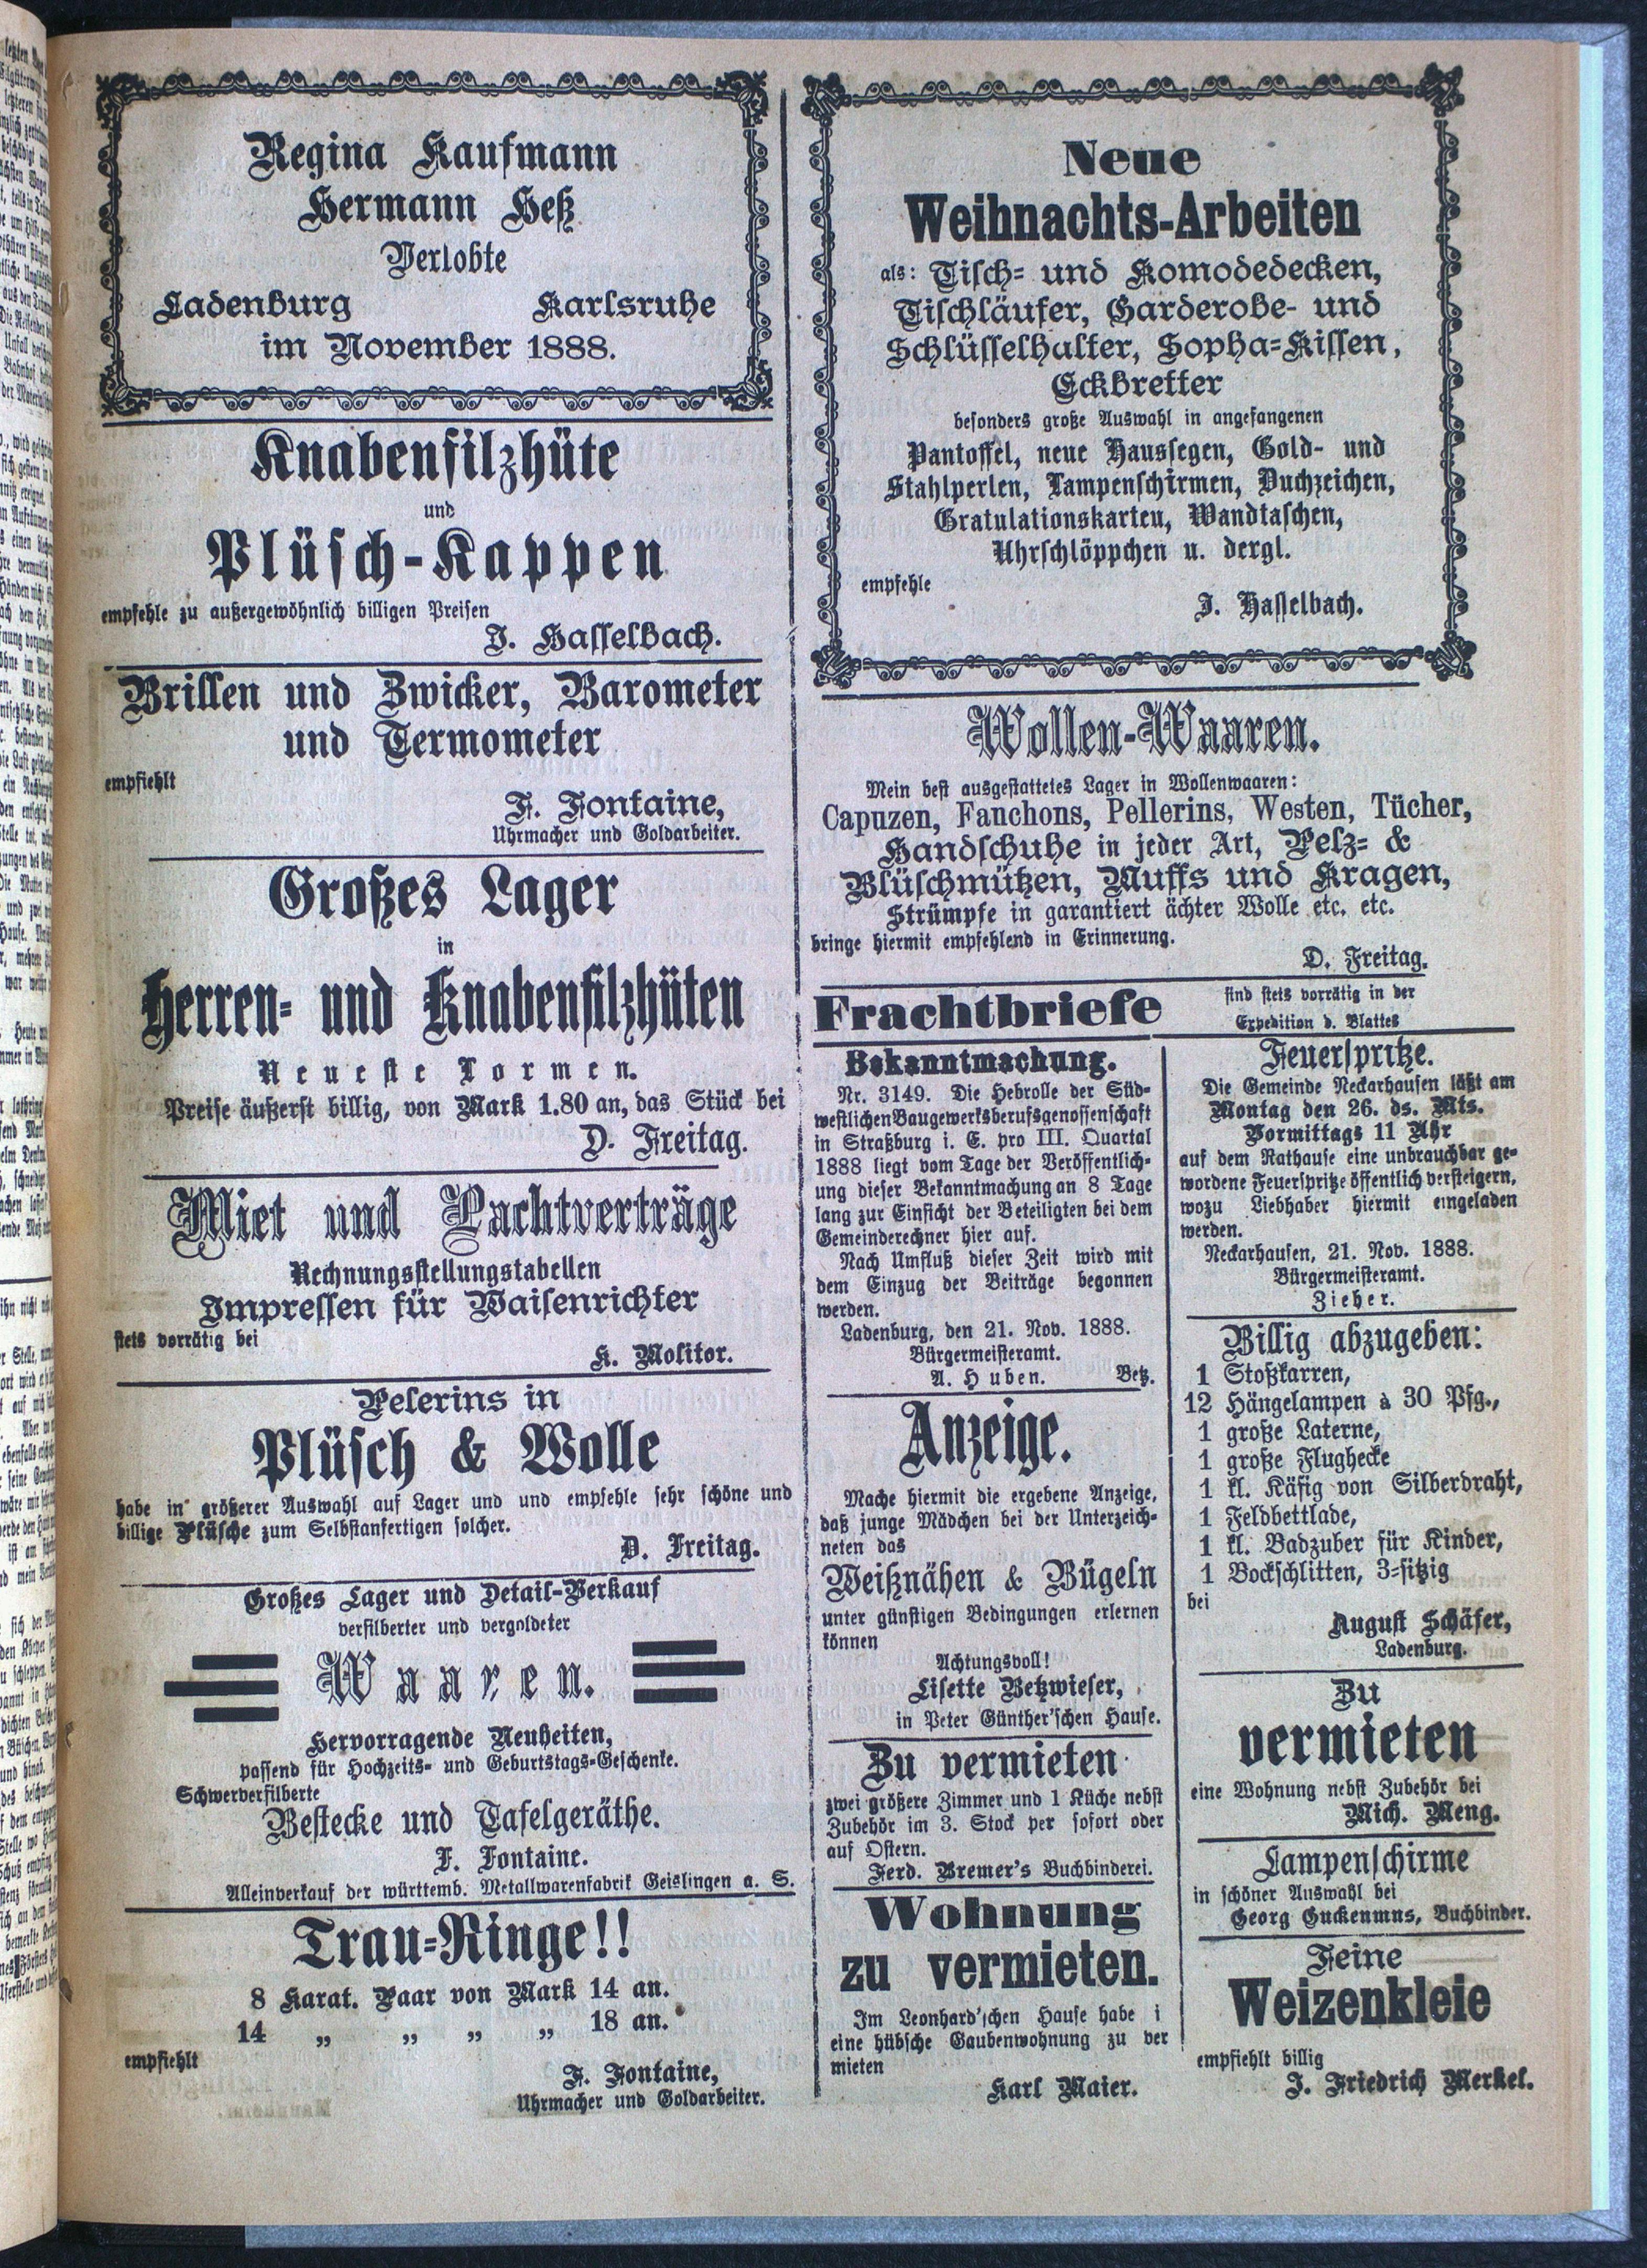 Regina Kaufmann
Hermann Heß
Verlobte
Ladenburg Karlsruhe
im November 1888.
Knabenfilzhüte
und
Plüsch-Kappen
empfehle zu außergewöhnlich billigen Preisen
J. Hasselbach.
Brillen und Zwicker, Barometer
und Termometer
empfiehlt
F. Fontaine,
Uhrmacher und Goldarbeiter.
Großes Lager
in
Herren- und Knabenfilzhüten
Neueste Formen.
Preise äußerst billig, von Mark 1.80 an, das Stück bei
D. Freitag.
Miet und Pachtverträge
Rechnungsstellungstabellen
Impressen für Waisenrichter
stets vorrätig bei
K. Molitor.
Pelerins in
Plüsch & Wolle
habe in größerer Auswahl auf Lager und und empfehle sehr schöne und
billige Plüsche zum Selbstanfertigen solcher.
D. Freitag.
Großes Lager und Detail-Verkauf
versilberter und vergoldeter
Waaren.
Hervorragende Neuheiten,
passend für Hochzeits- und Geburtstags-Geschenke.
Schwerversilberte
Bestecke und Tafelgeräthe.
F. Fontaine.
Alleinverkauf der württemb. Metallwarenfabrik Geislingen a. S.
Trau-Ringe!!
8 Karat. Paar von Mark 14 an.
14 „ „ „ „ 18 an.
empfiehlt
F. Fontaine,
Uhrmacher und Goldarbeiter.
Neue
Weihnachts-Arbeiten
als: Tisch- und Komodedecken,
Tischläufer, Garderobe- und
Schlüsselhalter, Sopha-Kissen,
Eckbretter
besonders große Auswahl in angefangenen
Pantoffel, neue Haussegen, Gold- und
Stahlperlen, Lampenschirmen, Buchzeichen,
Gratulationskarten, Wandtaschen,
Uhrschlöppchen u. dergl.
empfehle
J. Hasselbach.
Wollen-Waaren.
Mein best ausgestattetes Lager in Wollenwaaren:
Capuzen, Fanchons, Pellerins, Westen, Tücher,
Handschuhe in jeder Art, Pelz- &
Plüschmützen, Muffs und Kragen,
Strümpfe in garantiert ächter Wolle etc. etc.
bringe hiermit empfehlend in Erinnerung.
D. Freitag.
Frachtbriefe
sind stets vorrätig in der
Expedition d. Blattes
Bekanntmachung.
Nr. 3149. Die Hebrolle der Süd-
westlichen Baugewerksberufsgenossenschaft
in Straßburg i. E. pro III. Quartal
1888 liegt vom Tage der Veröffentlich-
ung dieser Bekanntmachung an 8 Tage
lang zur Einsicht der Beteiligten bei dem
Gemeinderechner hier auf.
Nach Umfluß dieser Zeit wird mit
dem Einzug der Beiträge begonnen
werden.
Ladenburg, den 21. Nov. 1888.
Bürgermeisteramt.
A. Huben. Betz.
Anzeige.
Mache hiermit die ergebene Anzeige,
daß junge Mädchen bei der Unterzeich-
neten das
Weißnähen & Bügeln
unter günstigen Bedingungen erlernen
können
Achtungsvoll!
Lisette Betzwieser,
in Peter Günther'schen Hause.
Zu vermieten
zwei größere Zimmer und 1 Küche nebst
Zubehör im 3. Stock per sofort oder
auf Ostern.
Ferd. Bremer's Buchbinderei.
Wohnung
zu vermieten.
Im Leonhard'schen Hause habe i
eine hübsche Gaubenwohnung zu ver
mieten
Karl Maier.
Feuerspritze.
Die Gemeinde Neckarhausen läßt am
Montag den 26. ds. Mts.
Vormittags 11 Uhr
auf dem Rathause eine unbrauchbar ge-
wordene Feuerspritze öffentlich versteigern,
wozu Liebhaber hiermit eingeladen
werden.
Neckarhausen, 21. Nov. 1888.
Bürgermeisteramt.
Zieher.
Billig abzugeben:
1 Stoßkarren,
12 Hängelampen à 30 Pfg.,
1 große Laterne,
1 große Flughecke
1 kl. Käfig von Silberdraht,
1 Feldbettlade,
1 kl. Badzuber für Kinder,
1 Bockschlitten, 3-sitzig
bei
August Schäfer,
Ladenburg.
Zu
vermieten
eine Wohnung nebst Zubehör bei
Mich. Meng.
Lampenschirme
in schöner Auswahl bei
Georg Guckenmns, Buchbinder.
Feine
Weizenkleie
empfiehlt billig
J. Friedrich Merkel.